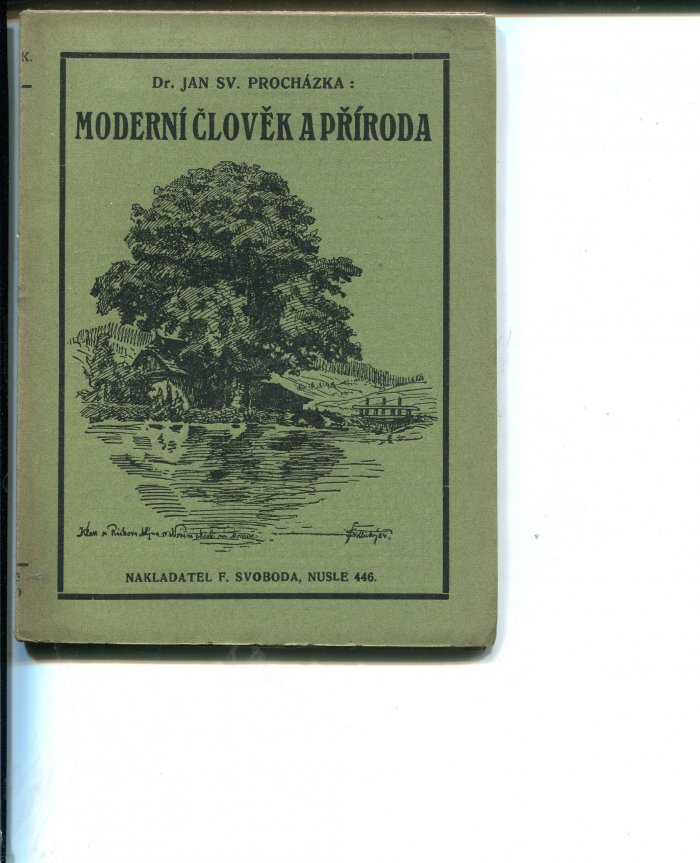 K.
Dr. JAN SV. PROCHÁZKA :
MODERNÍ ČLOVĚK A PŘÍRODA
NAKLADATEL F. SVOBODA, NUSLE 446.